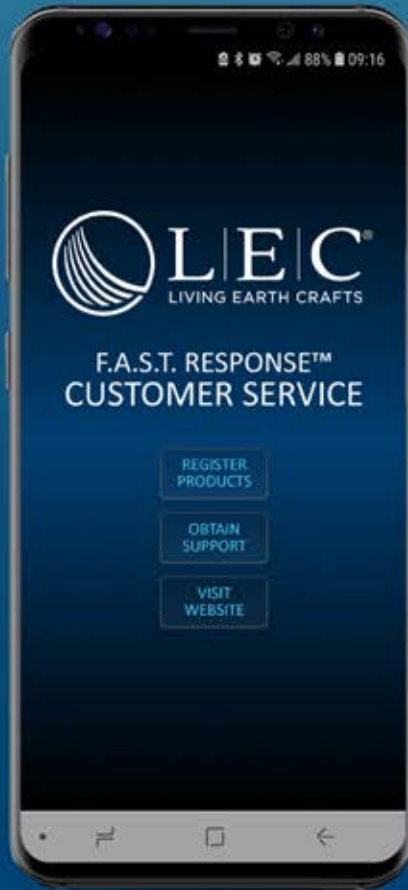 88% 09:16
L|E|C®
LIVING EARTH CRAFTS
F.A.S.T. RESPONSE™
CUSTOMER SERVICE
REGISTER
PRODUCTS
OBTAIN
SUPPORT
VISIT
WEBSITE